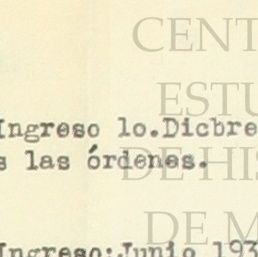 CENT
ESTU
Ingreso lo.Dicbre
s las órdenes.
DE HIS
DE M
Ingreso:Junio 193